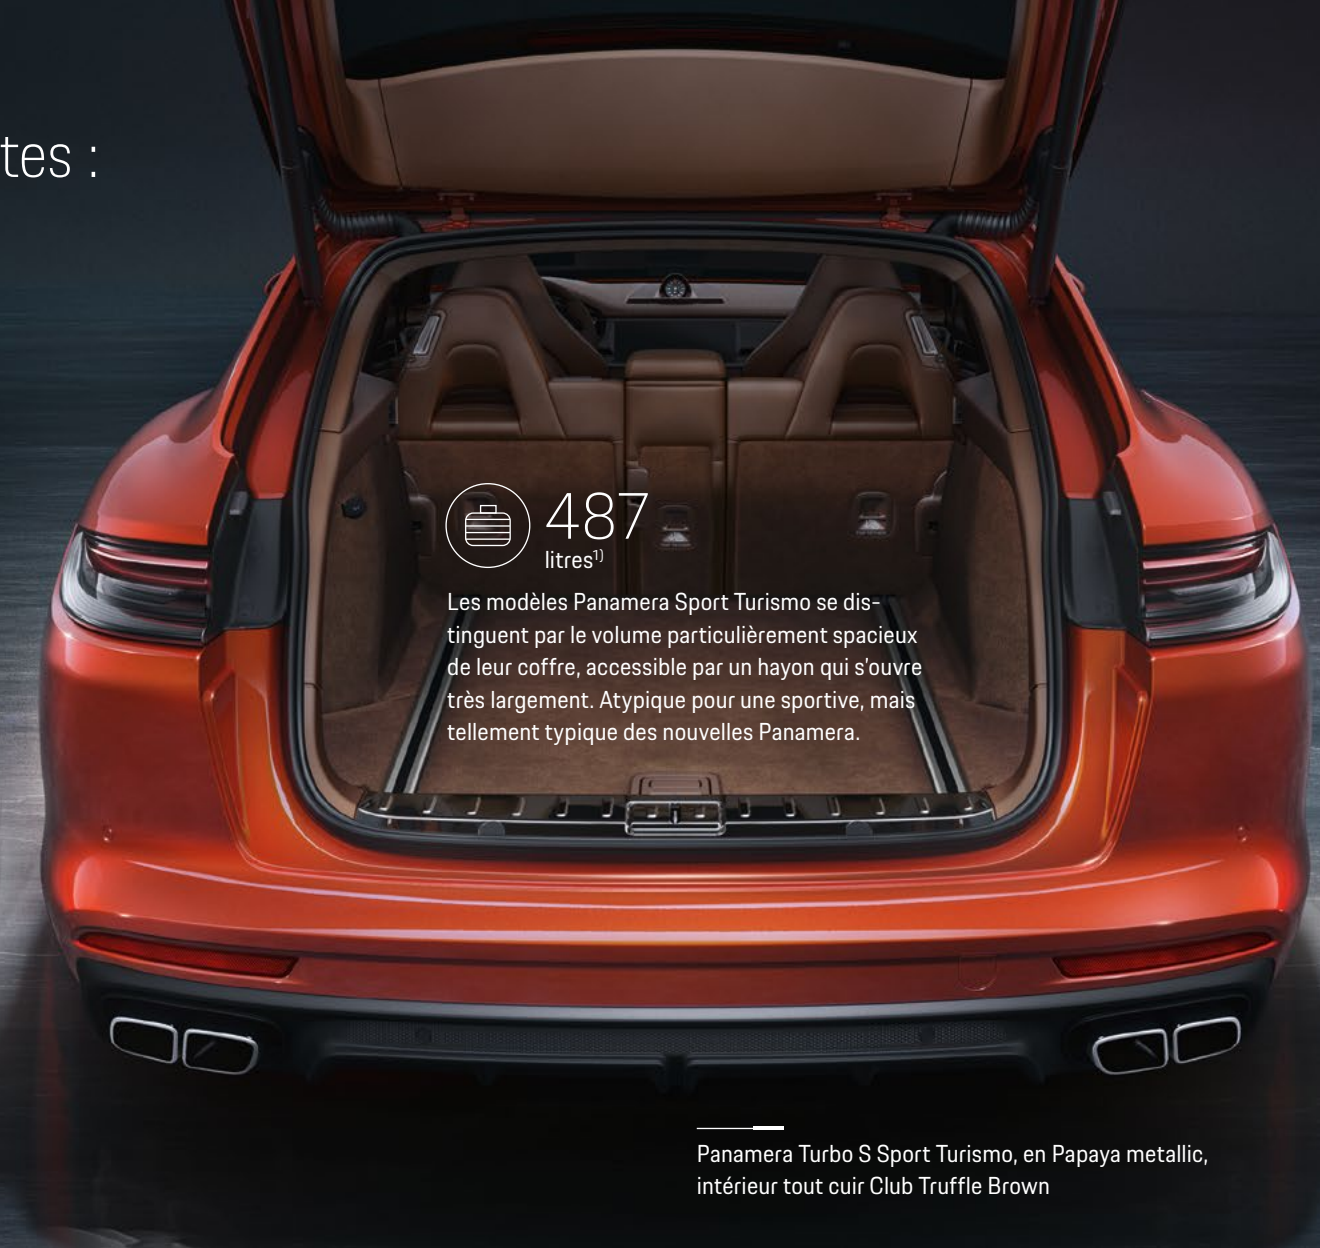 tes :
487
litres¹⁾
Les modèles Panamera Sport Turismo se dis-
tinguent par le volume particulièrement spacieux
de leur coffre, accessible par un hayon qui s’ouvre
très largement. Atypique pour une sportive, mais
tellement typique des nouvelles Panamera.
Panamera Turbo S Sport Turismo, en Papaya metallic,
intérieur tout cuir Club Truffle Brown